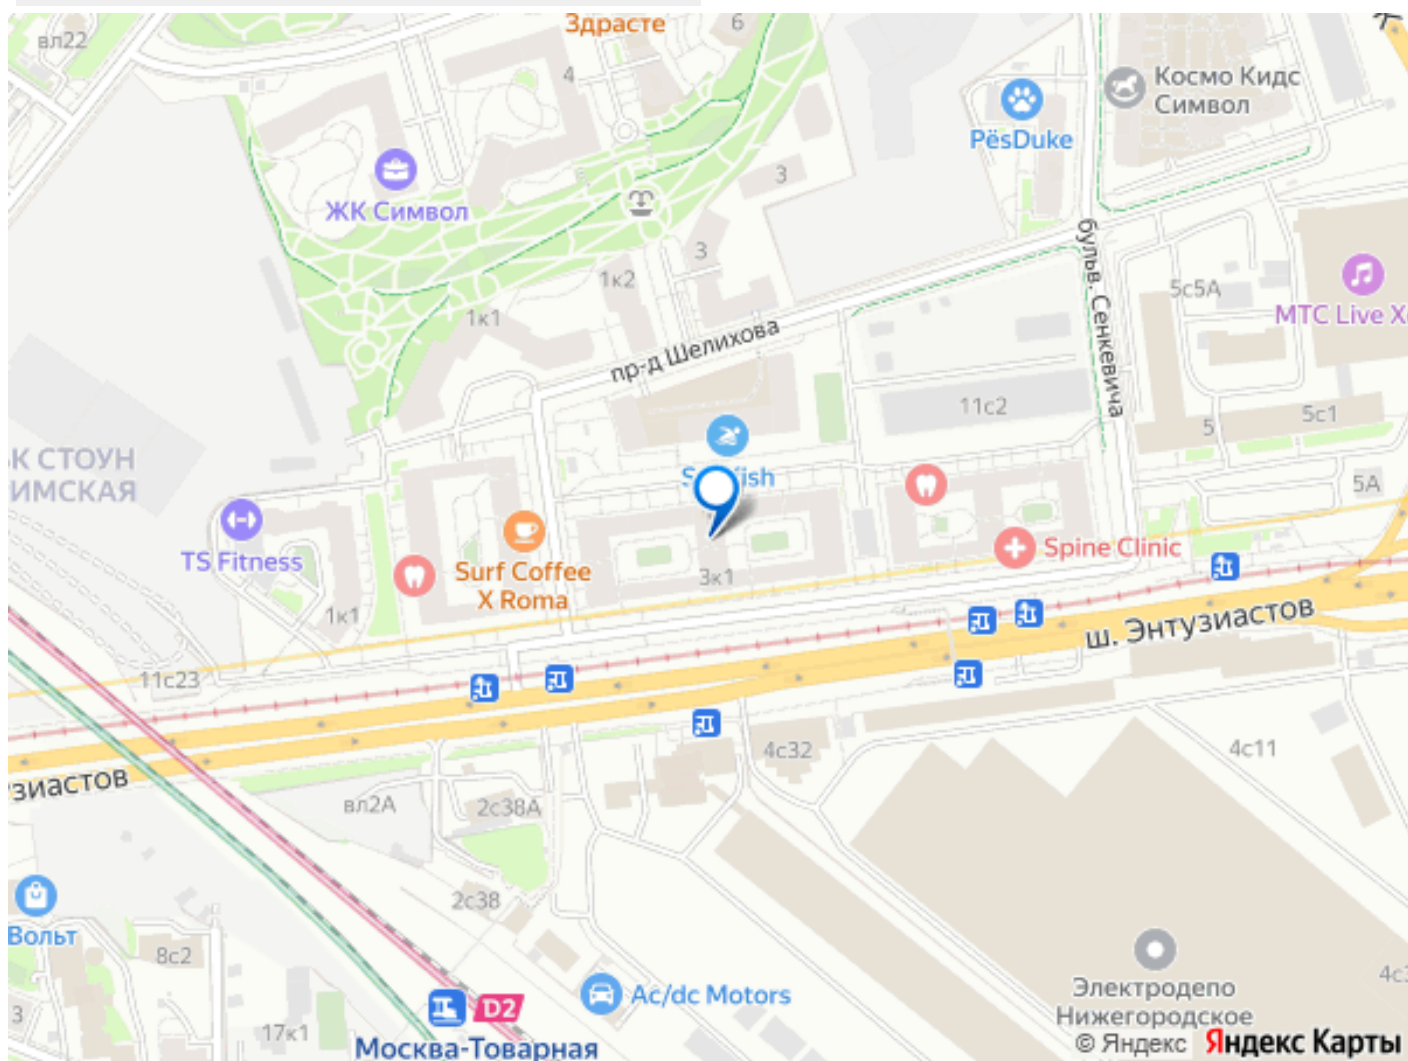 Здрасте
6
вл22
4
Космо Кидс
Символ
PёsDuke
3
ЖК Символ
3
бульв. Сенкевича
1к2
5с5А
1к1
МТС Live
пр-д Шелихова
11с2
5с1
5
К СТОУН
ИМСКАЯ
5А
TS Fitness
Surf Coffee
X Roma
3к1
Spine Clinic
1к1
ш. Энтузиастов
11с23
4с32
4с11
зиастов
вл2А
2с38А
2с38
Вольт
8с2
3
17к1
D2
Москва-Товарная
Ac/dc Motors
Электродепо
Нижегородское
© Яндекс Яндекс Карты